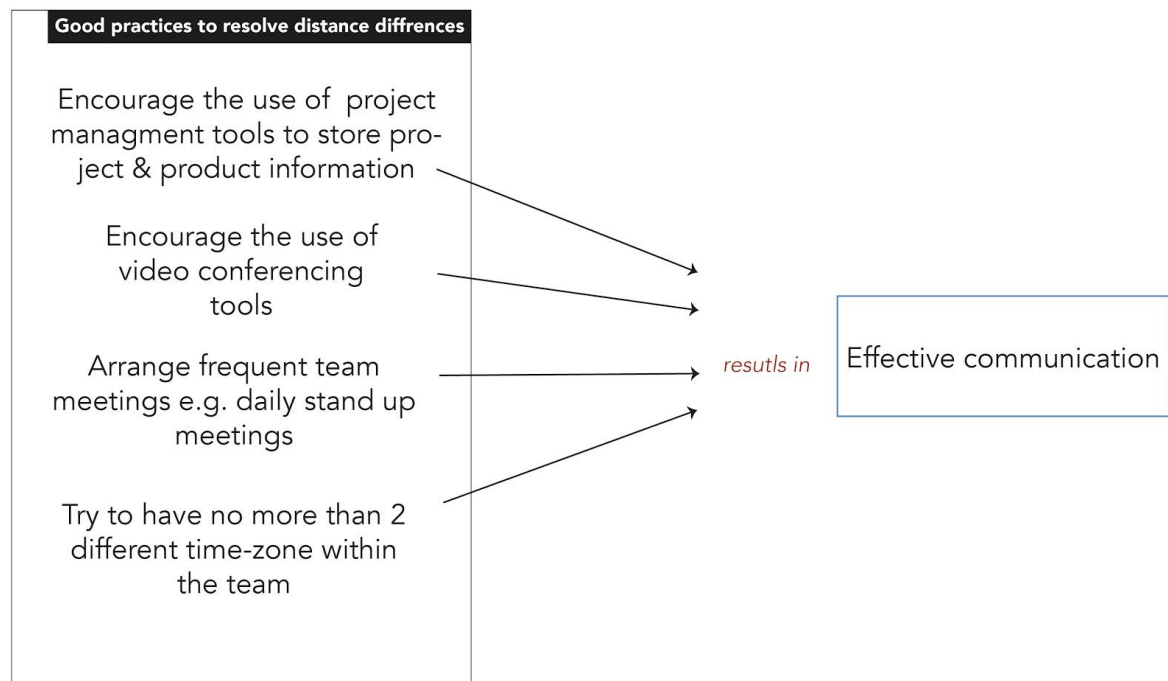 Good practices to resolve distance diffrences
Encourage the use of project
managment tools to store pro-
ject & product information
Encourage the use of
video conferencing
tools
Arrange frequent team
meetings e.g. daily stand up
meetings
Try to have no more than 2
different time-zone within
the team
resutls in
Effective communication